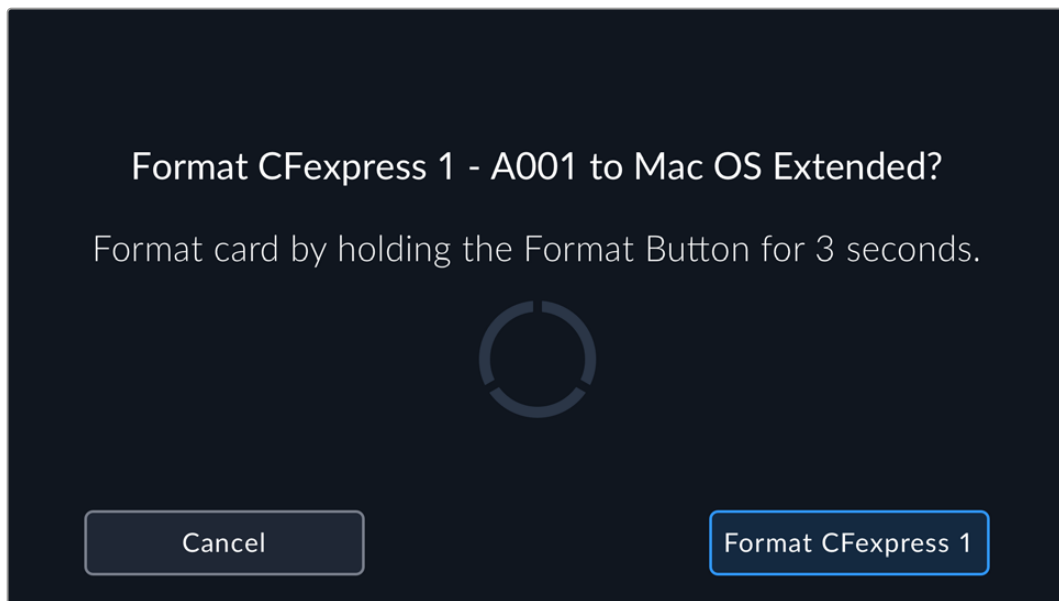 Format CFexpress 1 - A001 to Mac OS Extended?
Format card by holding the Format Button for 3 seconds.
Cancel
Format CFexpress 1